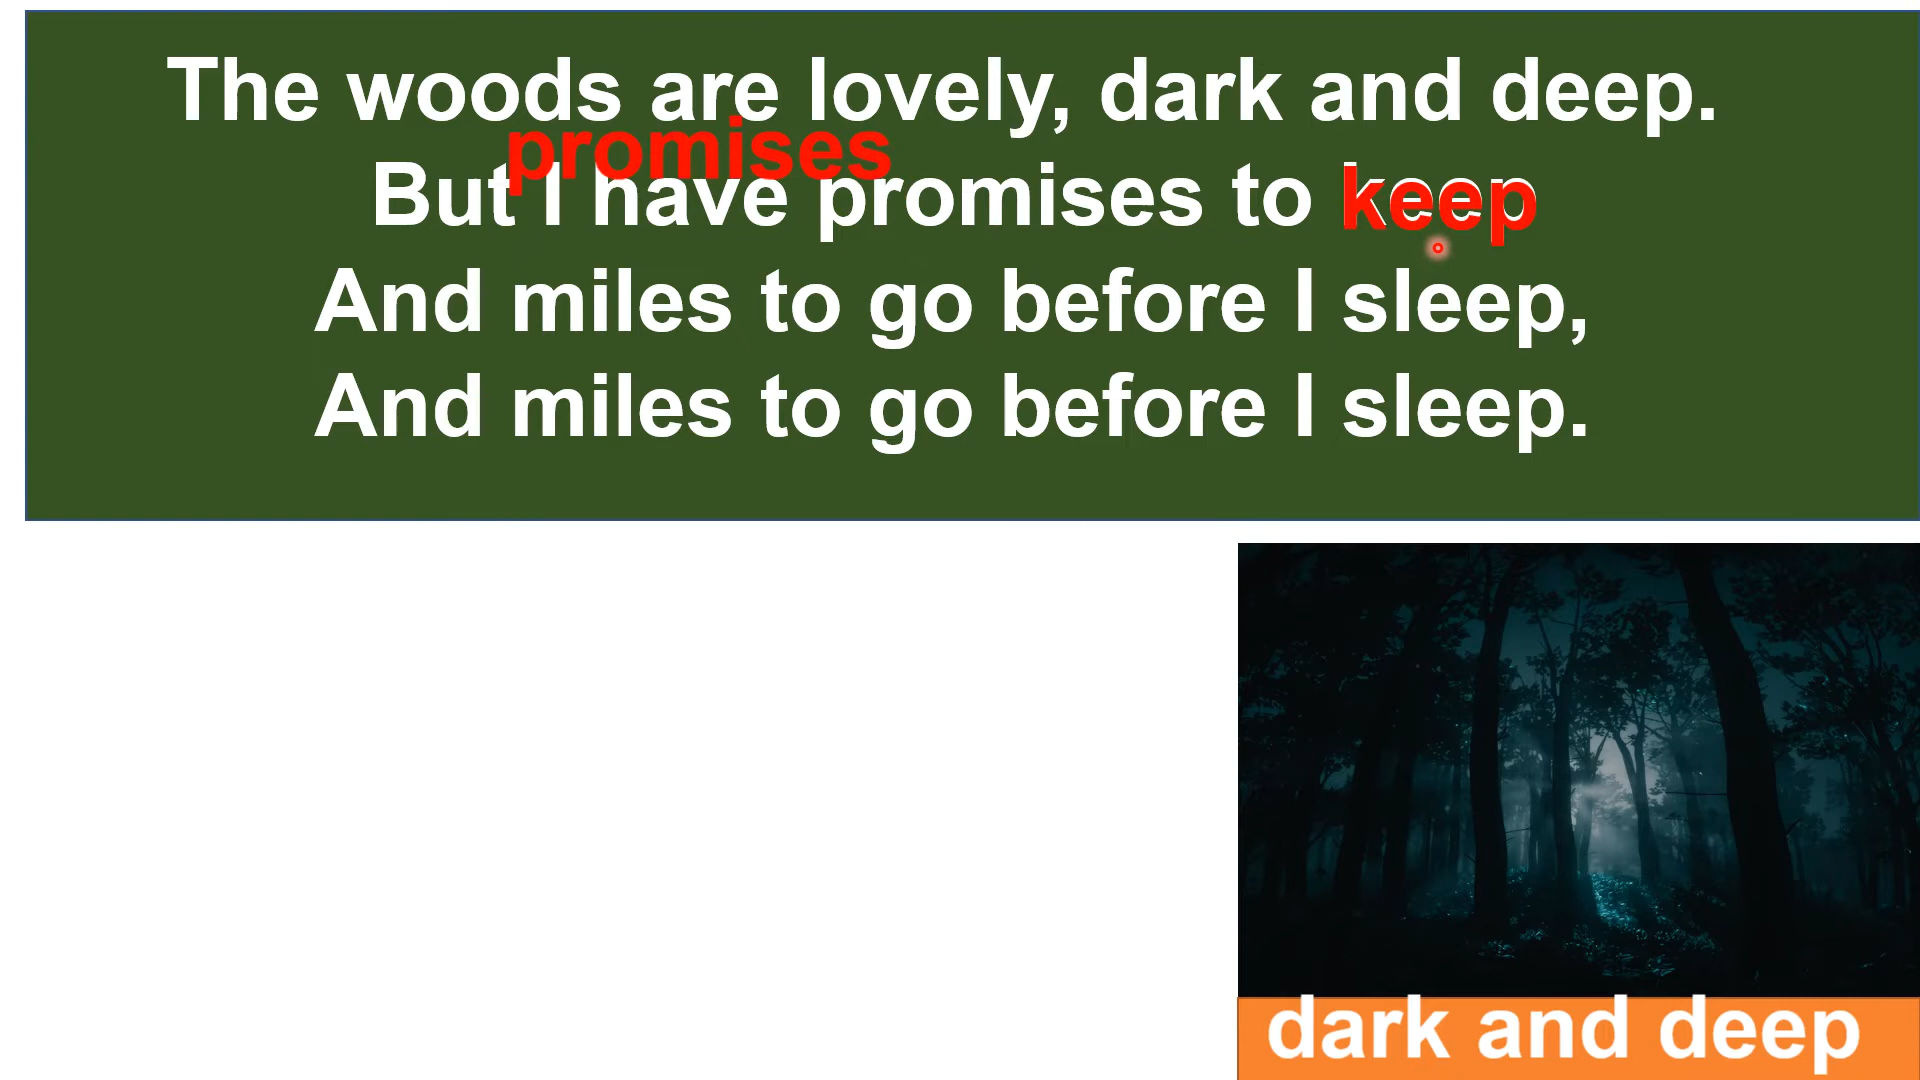 The woods are lovely, dark and deep.
promises
But I have promises to keep
And miles to go before I sleep,
And miles to go before I sleep.
dark and deep